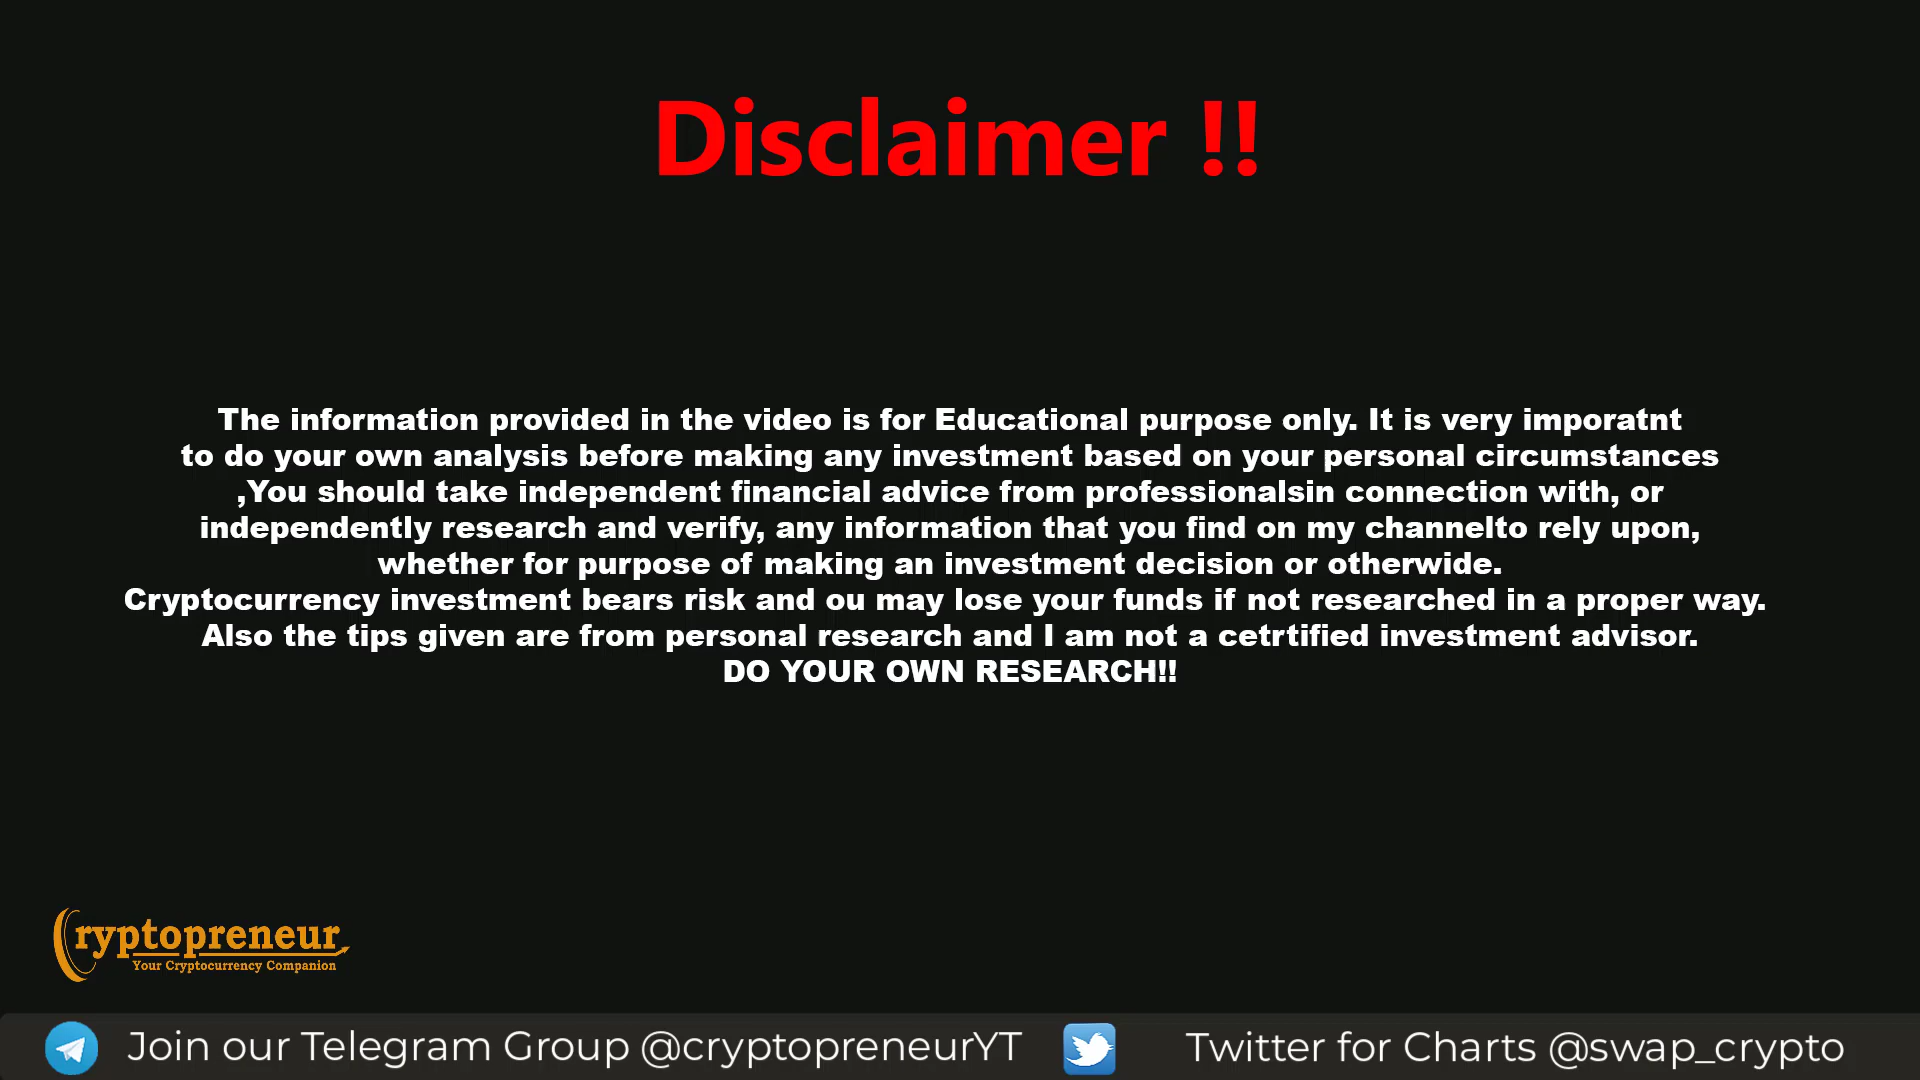 Disclaimer !!
The information provided in the video is for Educational purpose only. It is very imporatnt
to do your own analysis before making any investment based on your personal circumstances
,You should take independent financial advice from professionalsin connection with, or
independently research and verify, any information that you find on my channelto rely upon,
whether for purpose of making an investment decision or otherwide.
Cryptocurrency investment bears risk and ou may lose your funds if not researched in a proper way.
Also the tips given are from personal research and I am not a cetrtified investment advisor.
DO YOUR OWN RESEARCH!!
Cryptopreneur
Your Cryptocurrency Companion
Join our Telegram Group @cryptopreneurYT
Twitter for Charts @swap_crypto